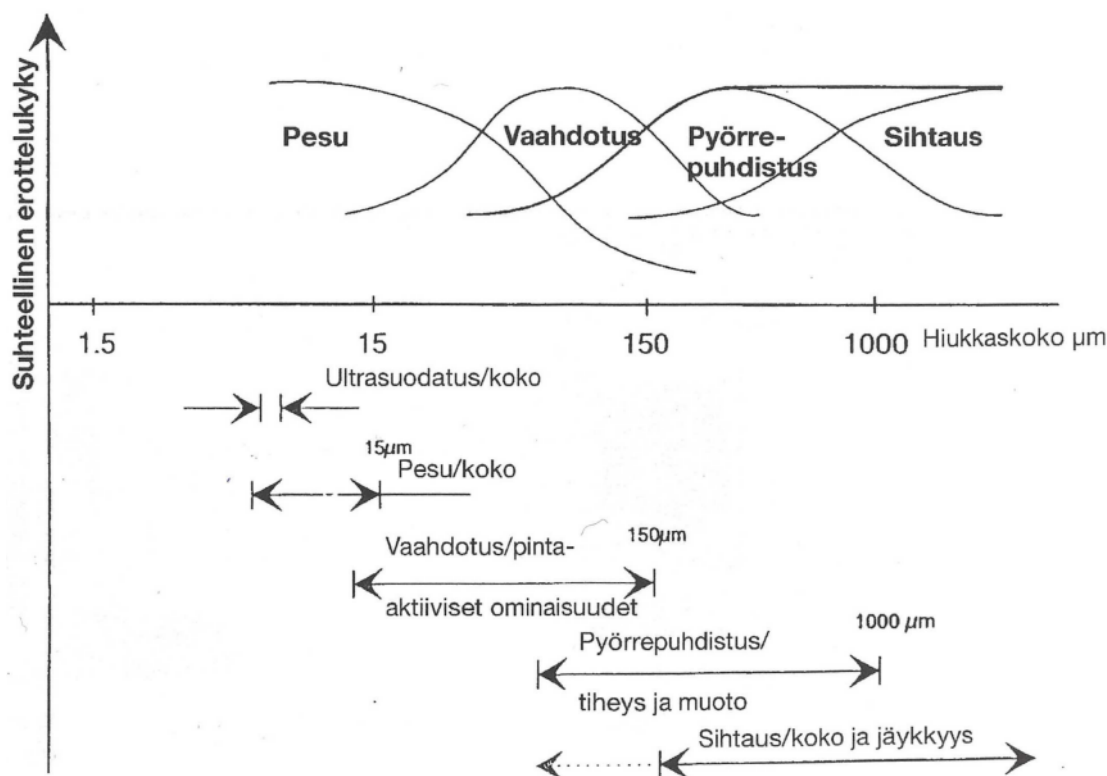 Suhteellinen erottelukyky
Pesu
Vaahdotus
Pyörre-
puhdistus
Sihtaus
1.5
15
150
1000
Hiukkaskoko µm
Ultrasuodatus/koko
15µm
Pesu/koko
Vaahdotus/pinta-
150µm
aktiiviset ominaisuudet
Pyörrepuhdistus/
1000 µm
tiheys ja muoto
Sihtaus/koko ja jäykkyys